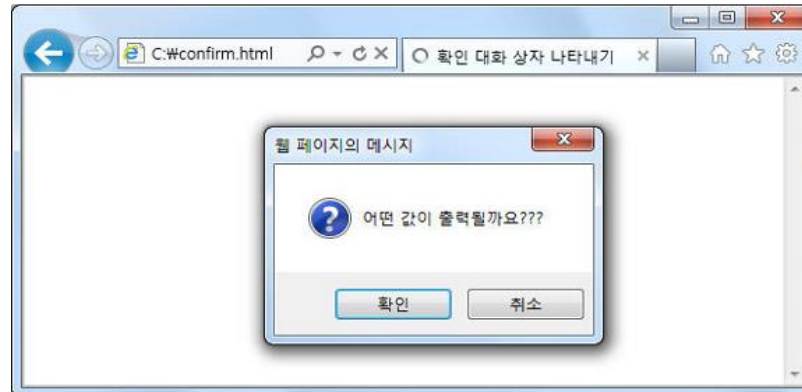 C:₩confirm.html
확인 대화 상자 나타내기
웹 페이지의 메시지
어떤 값이 출력될까요???
확인
취소